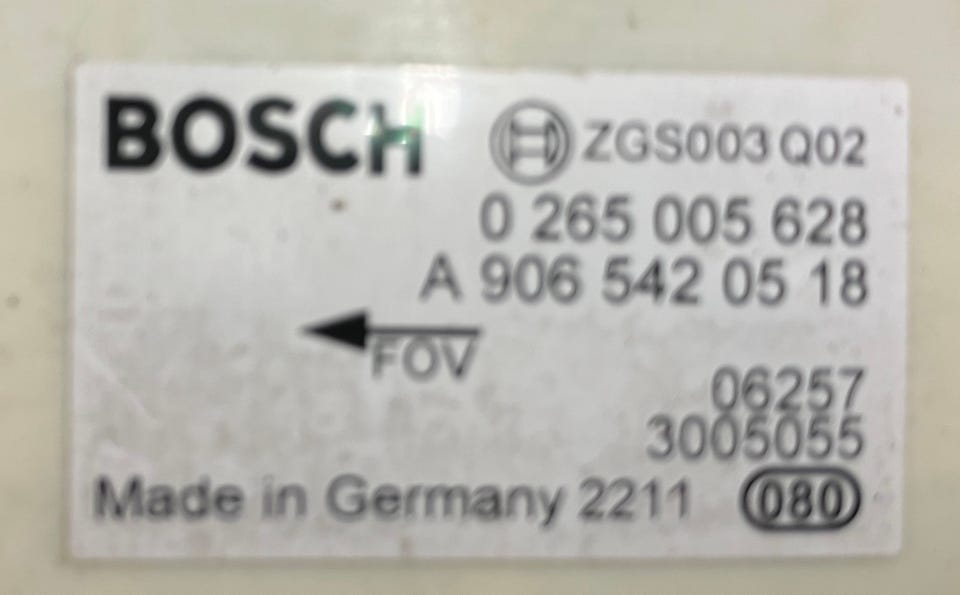 BOSCH ZGS003 Q02
0 265 005 628
A 906 542 05 18
FOV
06257
3005055
Made in Germany 2211 080